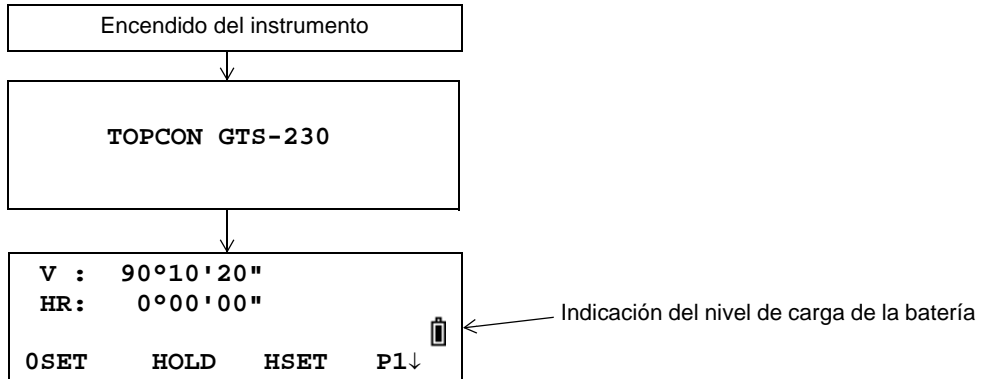 Encendido del instrumento
TOPCON GTS-230
V : 90°10'20"
HR: 0°00'00"
Indicación del nivel de carga de la batería
0SET HOLD HSET P1↓